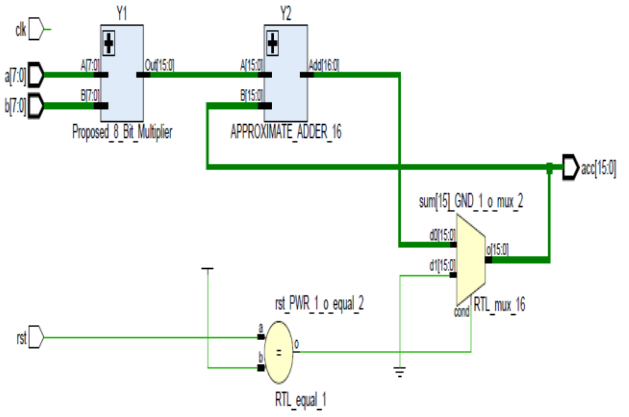 Y1
Y2
clk
a[7:0]
A[7:0]
Out[15:0]
A[15:0]
Add[16:0]
b[7:0]
B[7:0]
B[15:0]
Proposed_8_Bit_Multiplier
APPROXIMATE_ADDER_16
acc[15:0]
sum[15]_GND_1_o_mux_2
d0[15:0]
o[15:0]
d1[15:0]
cond
RTL_mux_16
rst_PWR_1_o_equal_2
rst
a
=
o
b
RTL_equal_1